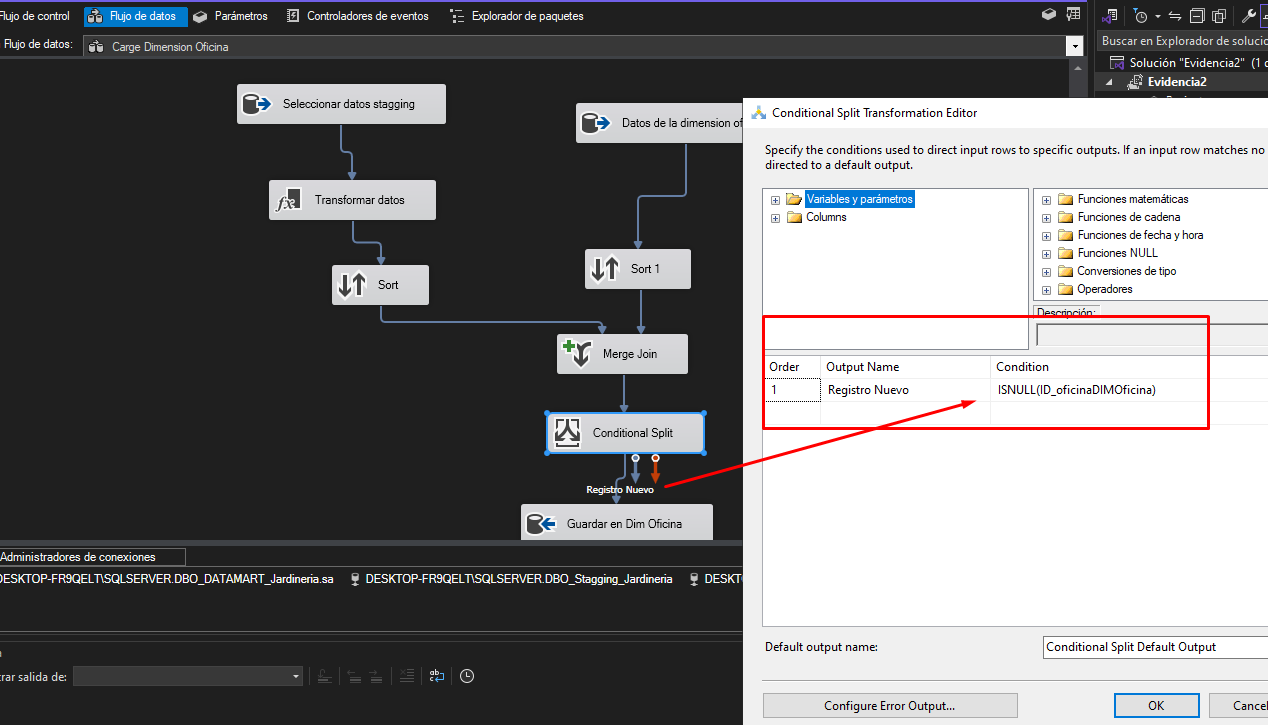 Flujo de control
Flujo de datos
Parámetros
Controladores de eventos
Explorador de paquetes
Flujo de datos:
Carge Dimension Oficina
Buscar en Explorador de solucio
Solución "Evidencia2" (1 c
Evidencia2
Seleccionar datos stagging
Datos de la dimension of
Transformar datos
Sort
Sort 1
Merge Join
Conditional Split
Registro Nuevo
Guardar en Dim Oficina
Administradores de conexiones
DESKTOP-FR9QELT\SQLSERVER.DBO_DATAMART_Jardineria.sa
DESKTOP-FR9QELT\SQLSERVER.DBO_Stagging_Jardineria
DESKT
rar salida de:
Conditional Split Transformation Editor
Specify the conditions used to direct input rows to specific outputs. If an input row matches no
directed to a default output.
Variables y parámetros
Columns
Funciones matemáticas
Funciones de cadena
Funciones de fecha y hora
Funciones NULL
Conversiones de tipo
Operadores
Descripción:
Order Output Name Condition
1 Registro Nuevo ISNULL(ID_oficinaDIMOficina)
Default output name:
Conditional Split Default Output
Configure Error Output...
OK
Cancel